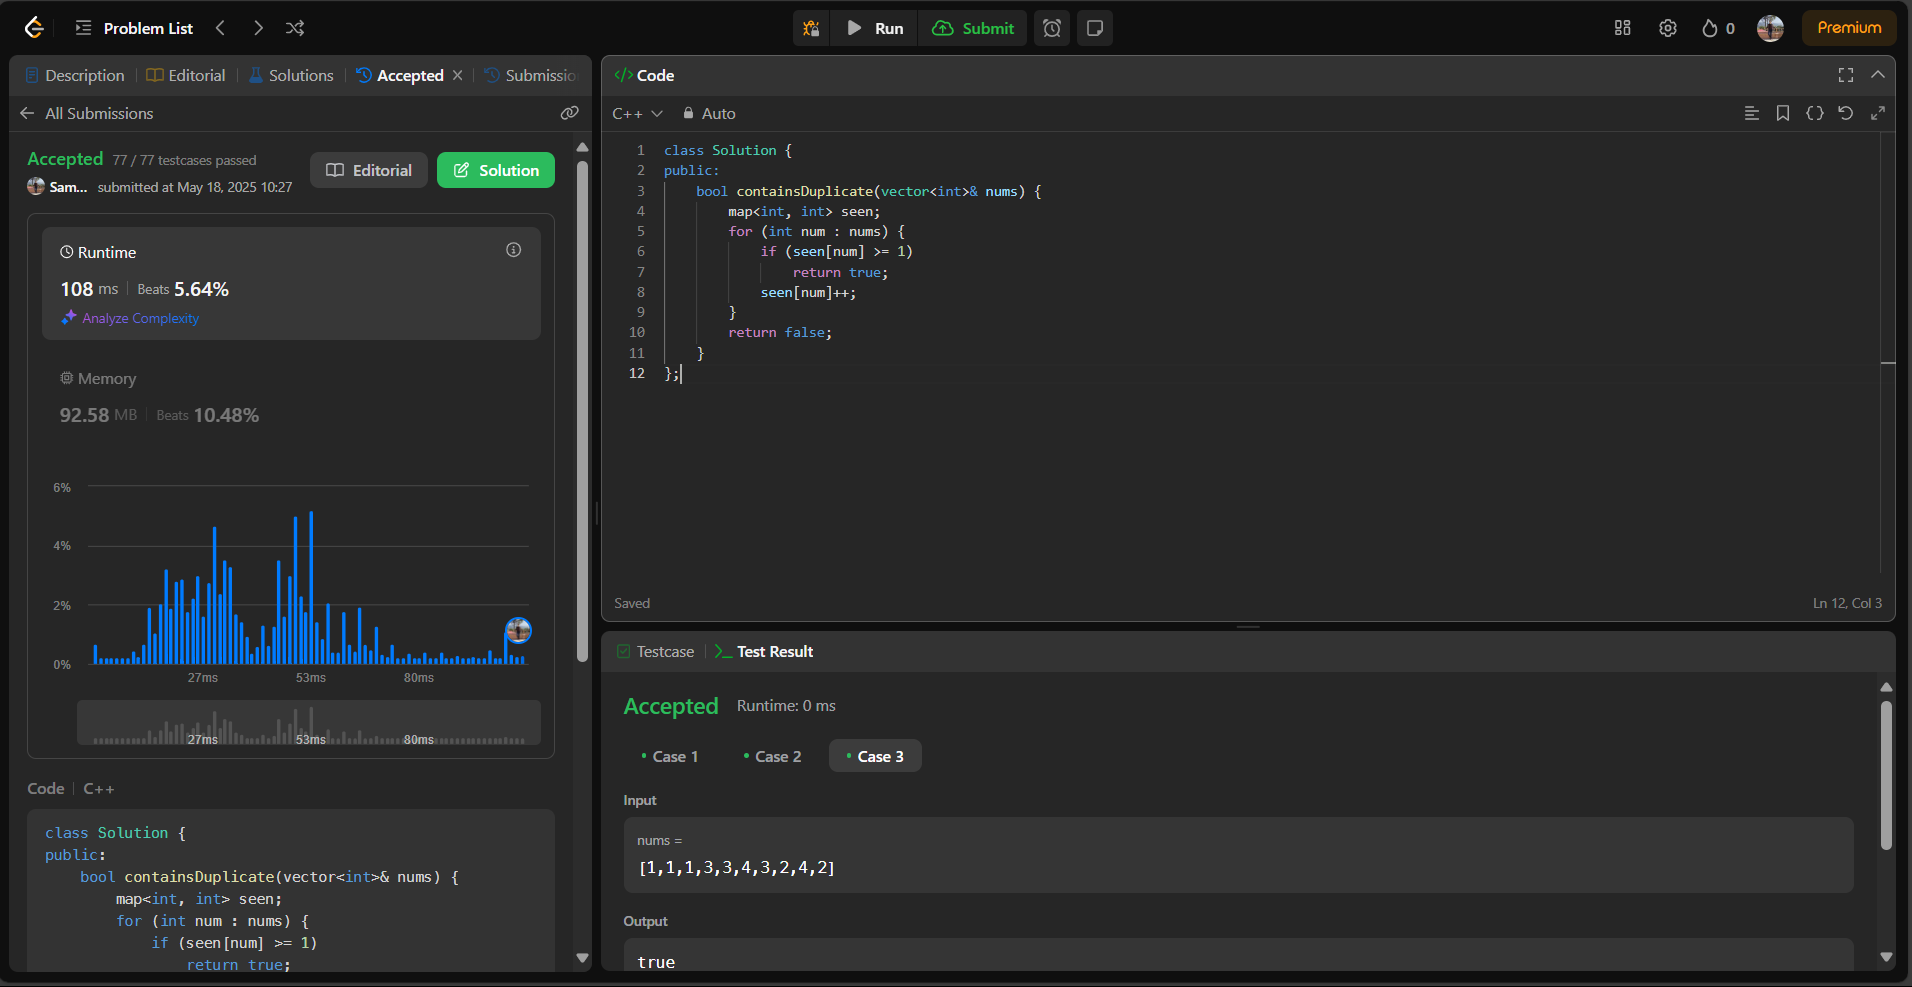 Problem List
Run
Submit
0
Premium
Description
Editorial
Solutions
Accepted
Submissio
All Submissions
Accepted 77 / 77 testcases passed
Sam... submitted at May 18, 2025 10:27
Editorial
Solution
Runtime
108 ms Beats 5.64%
Analyze Complexity
Memory
92.58 MB Beats 10.48%
6%
4%
2%
0%
27ms 53ms 80ms
27ms 53ms 80ms
Code C++
class Solution {
public:
    bool containsDuplicate(vector<int>& nums) {
        map<int, int> seen;
        for (int num : nums) {
            if (seen[num] >= 1)
                return true;
</> Code
C++ Auto
1 class Solution {
2 public:
3     bool containsDuplicate(vector<int>& nums) {
4         map<int, int> seen;
5         for (int num : nums) {
6             if (seen[num] >= 1)
7                 return true;
8             seen[num]++;
9         }
10         return false;
11     }
12 };
Saved
Ln 12, Col 3
Testcase
Test Result
Accepted Runtime: 0 ms
Case 1 Case 2 Case 3
Input
nums =
[1,1,1,3,3,4,3,2,4,2]
Output
true